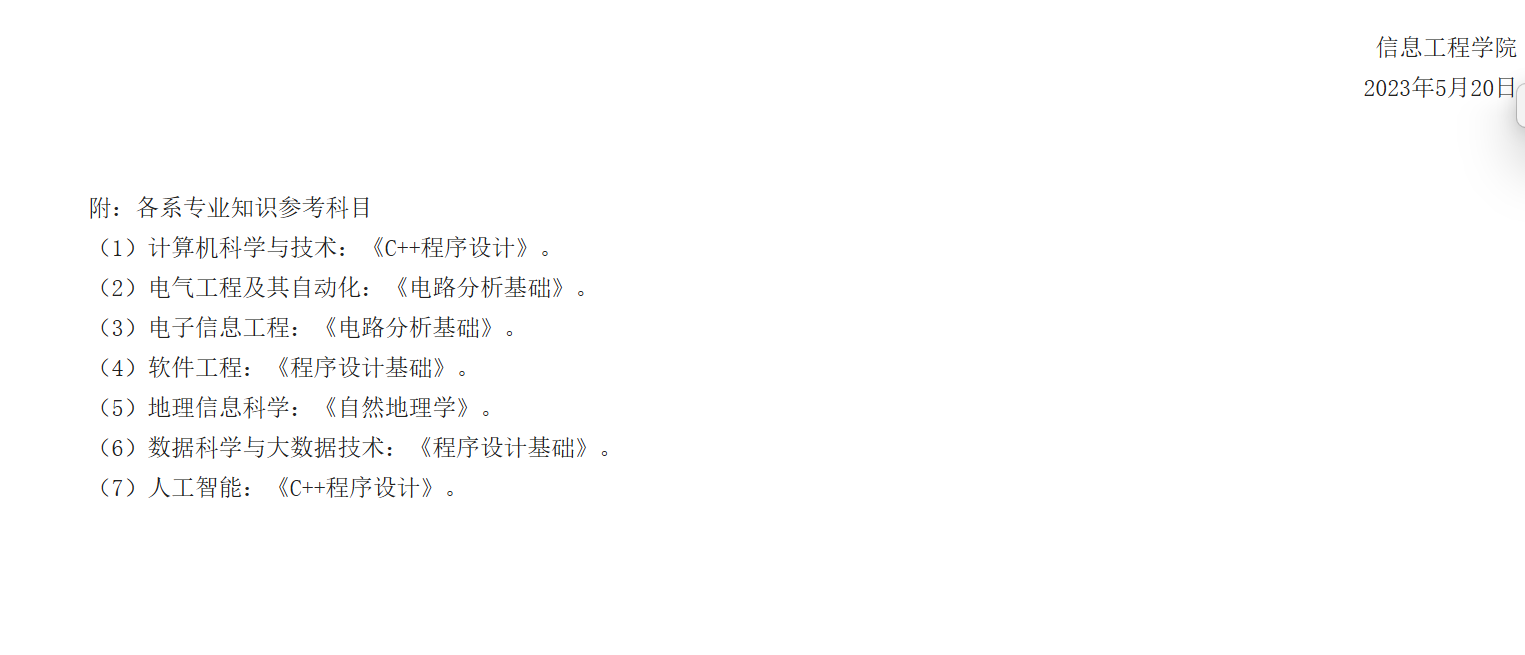 信息工程学院
2023年5月20日
附：各系专业知识参考科目
（1）计算机科学与技术：《C++程序设计》。
（2）电气工程及其自动化：《电路分析基础》。
（3）电子信息工程：《电路分析基础》。
（4）软件工程：《程序设计基础》。
（5）地理信息科学：《自然地理学》。
（6）数据科学与大数据技术：《程序设计基础》。
（7）人工智能：《C++程序设计》。